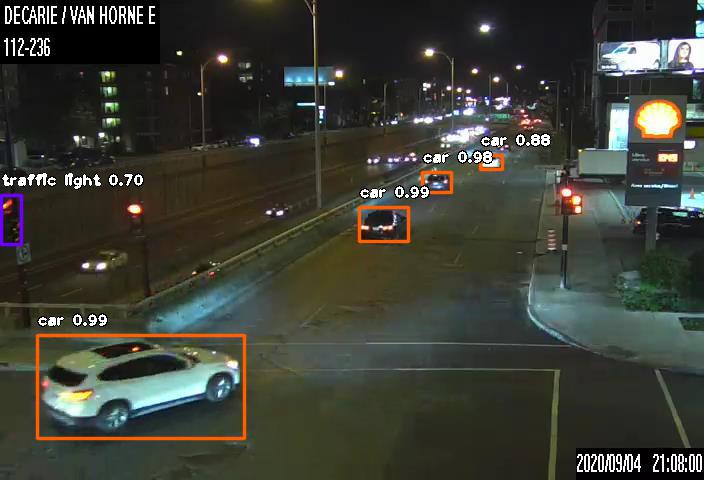 DECARIE / VAN HORNE E
112-236
car 0.88
car 0.98
traffic light 0.70
car 0.99
car 0.99
2020/09/04 21:08:00